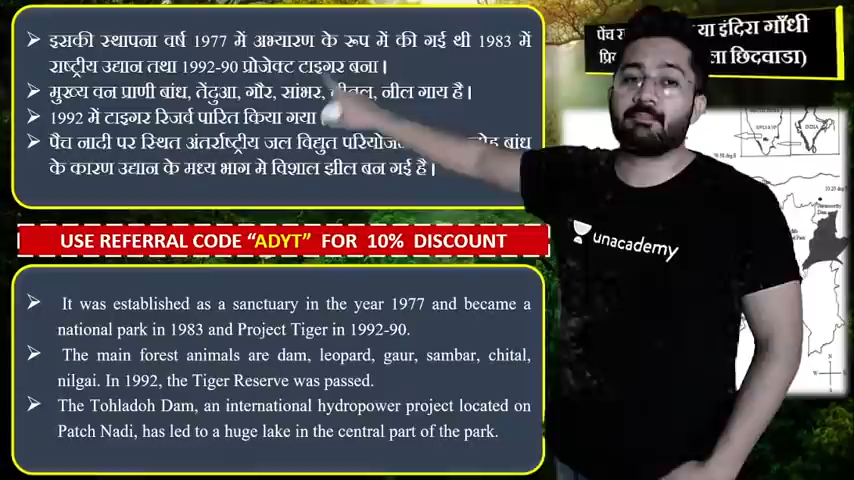 पेंच रा या इंदिरा गाँधी
प्रि ला छिदवाडा)
इसकी स्थापना वर्ष 1977 में अभ्यारण के रूप में की गई थी 1983 में
राष्ट्रीय उद्यान तथा 1992-90 प्रोजेक्ट टाइगर बना |
मुख्य वन प्राणी बांध, तेंदुआ, गौर, सांभर, चीतल, नील गाय है |
1992 में टाइगर रिजर्व पारित किया गया
पैच नादी पर स्थित अंतर्राष्ट्रीय जल विद्युत बांध
के कारण उद्यान के मध्य भाग मे विशाल झील बन गई है |
USE REFERRAL CODE "ADYT" FOR 10% DISCOUNT
It was established as a sanctuary in the year 1977 and became a
national park in 1983 and Project Tiger in 1992-90.
The main forest animals are dam, leopard, gaur, sambar, chital,
nilgai. In 1992, the Tiger Reserve was passed.
The Tohladoh Dam, an international hydropower project located on
Patch Nadi, has led to a huge lake in the central part of the park.
unacademy
INDIA
N
S